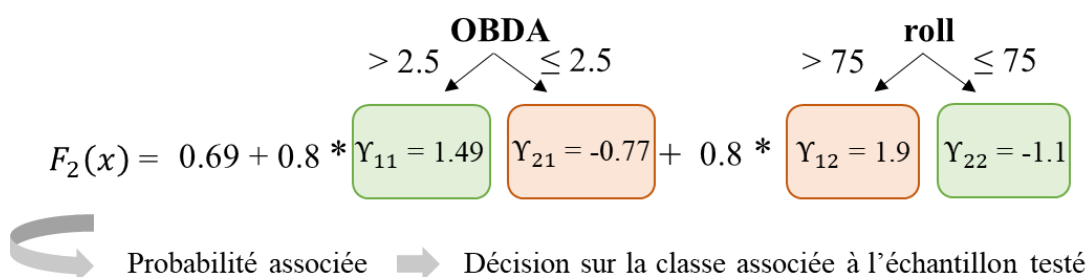 OBDA roll
> 2.5 ≤ 2.5 > 75 ≤ 75
F₂(x) = 0.69 + 0.8 * ϒ₁₁ = 1.49 ϒ₂₁ = -0.77 + 0.8 * ϒ₁₂ = 1.9 ϒ₂₂ = -1.1
Probabilité associée Décision sur la classe associée à l’échantillon testé